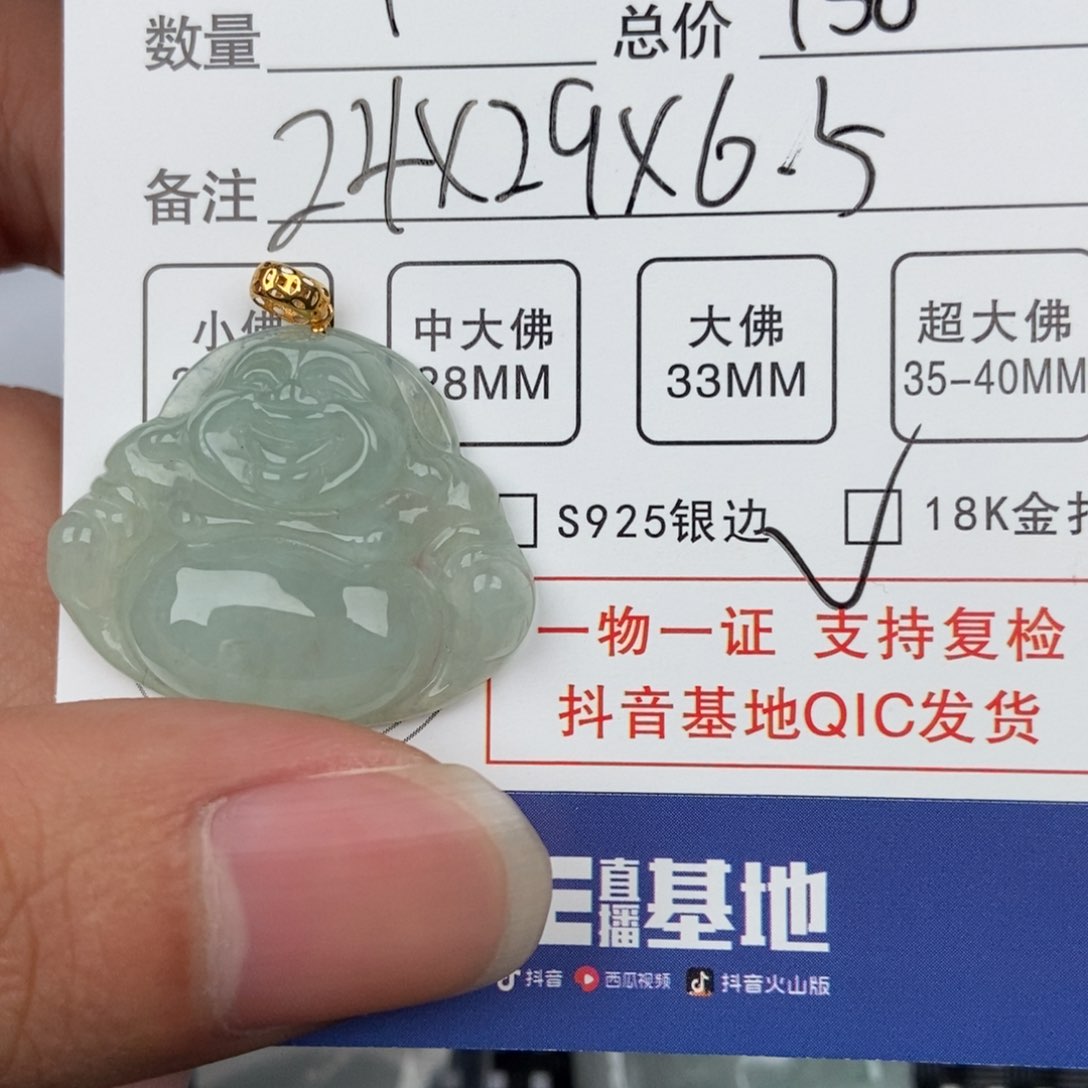 数量 1 总价
备注 24X29X6.5
小佛 中大佛 大佛 超大佛
28MM 33MM 35-40MM
S925银边 18K金
一物一证 支持复检
抖音基地QIC发货
直播基地
抖音 西瓜视频 抖音火山版